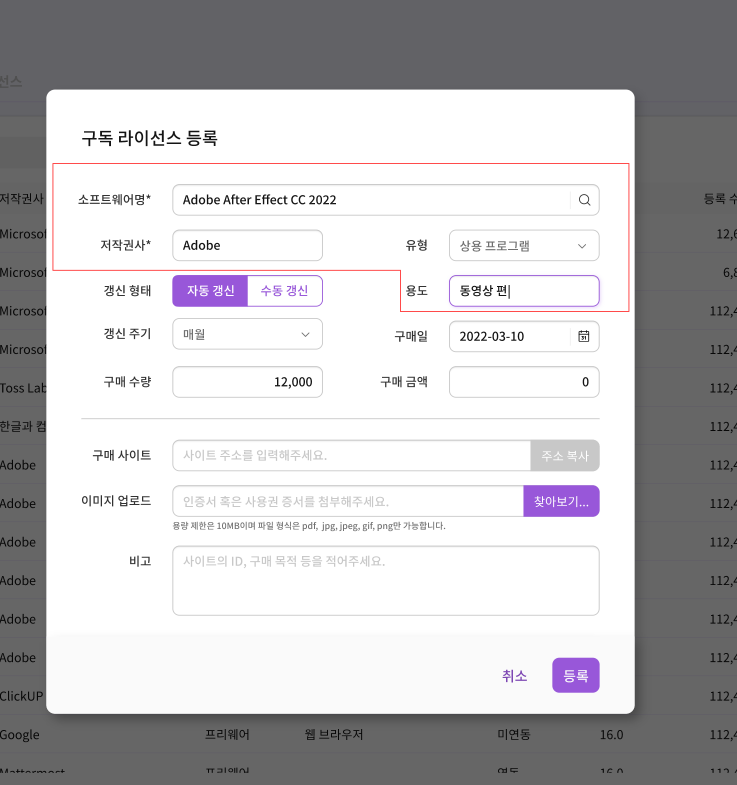 선스
구독 라이선스 등록
저작권사
등록 수
소프트웨어명*
Adobe After Effect CC 2022
Microsof
12,6
저작권사*
Adobe
유형
상용 프로그램
Microsof
6,8
갱신 형태
자동 갱신
수동 갱신
용도
동영상 편
Microsof
112,4
갱신 주기
매월
구매일
2022-03-10
31
Microsof
112,4
구매 수량
12,000
구매 금액
0
Toss Lab
112,4
한글과 컴
112,4
구매 사이트
사이트 주소를 입력해주세요.
주소 복사
Adobe
112,4
이미지 업로드
인증서 혹은 사용권 증서를 첨부해주세요.
찾아보기...
Adobe
112,4
용량 제한은 10MB이며 파일 형식은 pdf, jpg, jpeg, gif, png만 가능합니다.
Adobe
112,4
비고
사이트의 ID, 구매 목적 등을 적어주세요.
Adobe
112,4
Adobe
112,4
Adobe
112,4
취소
등록
ClickUP
112,4
Google
프리웨어
웹 브라우저
미연동
16.0
112,4
Mattermost
프리웨어
연동
16.0
112,4